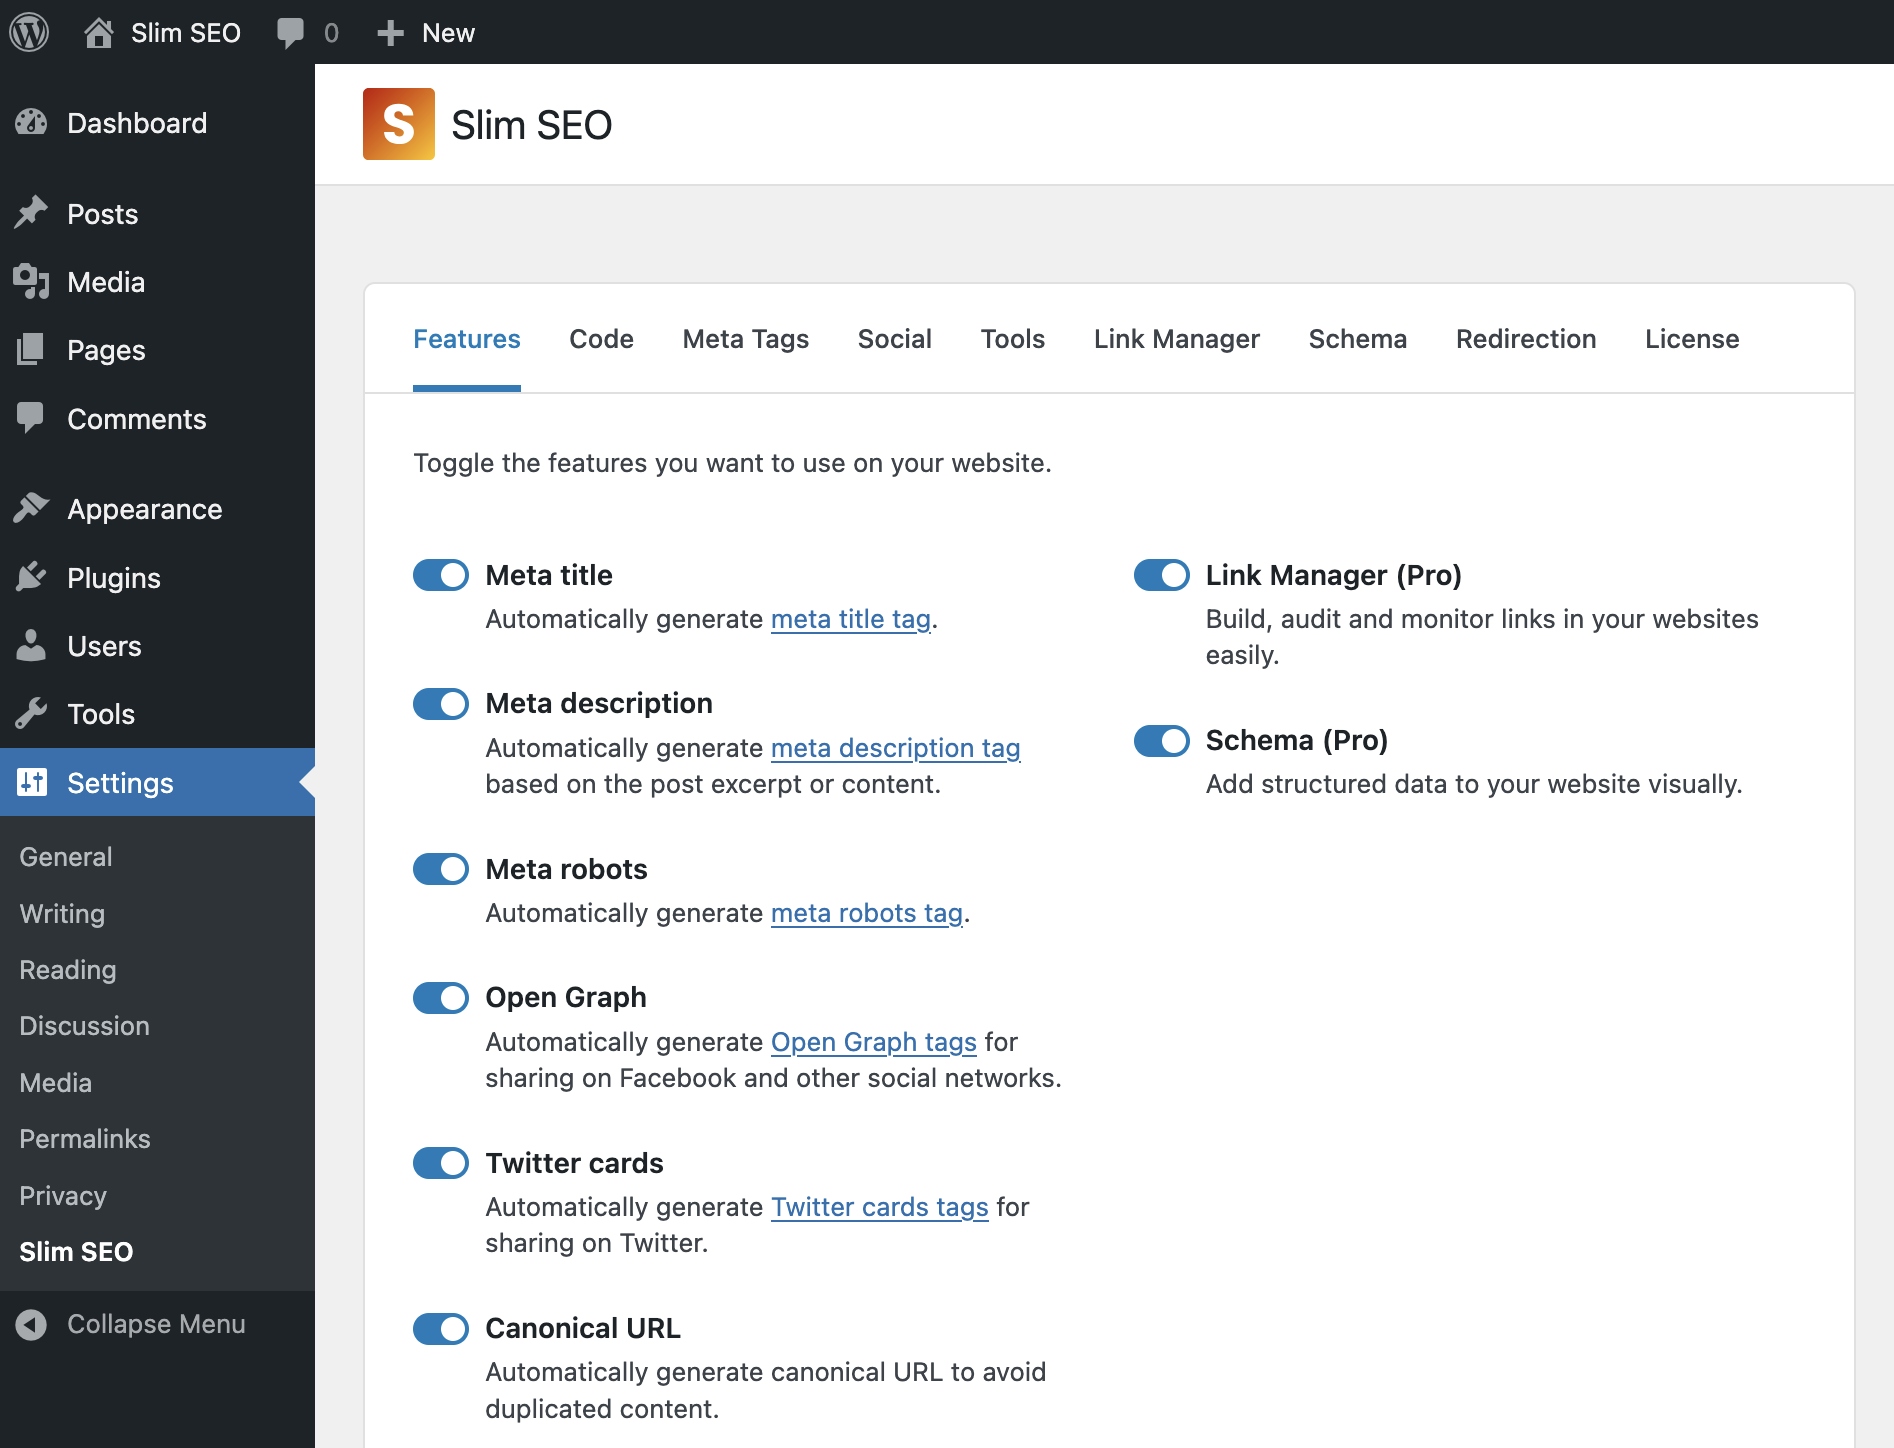 Slim SEO
0
New
Dashboard
Posts
Media
Pages
Comments
Appearance
Plugins
Users
Tools
Settings
General
Writing
Reading
Discussion
Media
Permalinks
Privacy
Slim SEO
Collapse Menu
S
Slim SEO
Features Code Meta Tags Social Tools Link Manager Schema Redirection License
Toggle the features you want to use on your website.
Meta title
Automatically generate meta title tag.
Meta description
Automatically generate meta description tag
based on the post excerpt or content.
Meta robots
Automatically generate meta robots tag.
Open Graph
Automatically generate Open Graph tags for
sharing on Facebook and other social networks.
Twitter cards
Automatically generate Twitter cards tags for
sharing on Twitter.
Canonical URL
Automatically generate canonical URL to avoid
duplicated content.
Link Manager (Pro)
Build, audit and monitor links in your websites
easily.
Schema (Pro)
Add structured data to your website visually.